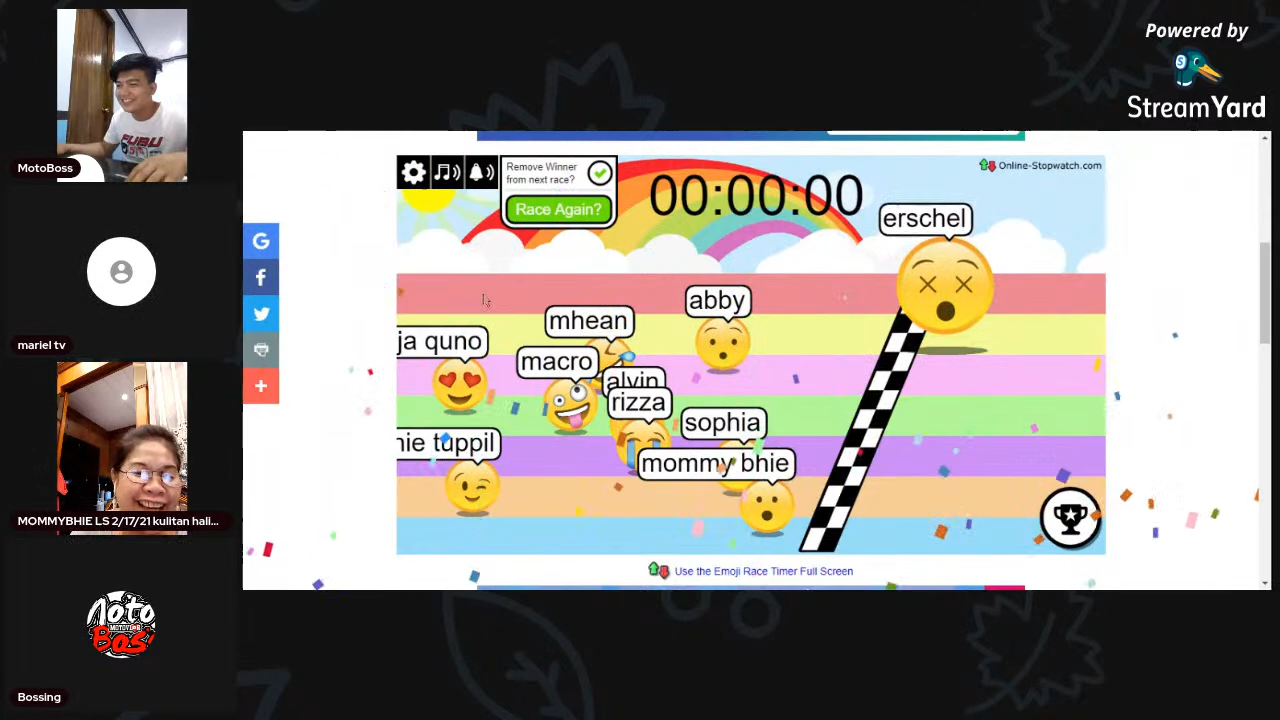 Powered by
StreamYard
MotoBoss
mariel tv
MOMMYBHIE LS 2/17/21 kulitan hali...
Bossing
Moto
Remove Winner
from next race?
Race Again?
00:00:00
Online-Stopwatch.com
erschel
abby
mhean
ja quno
macro
alvin
rizza
sophia
nie tuppil
mommy bhie
Use the Emoji Race Timer Full Screen